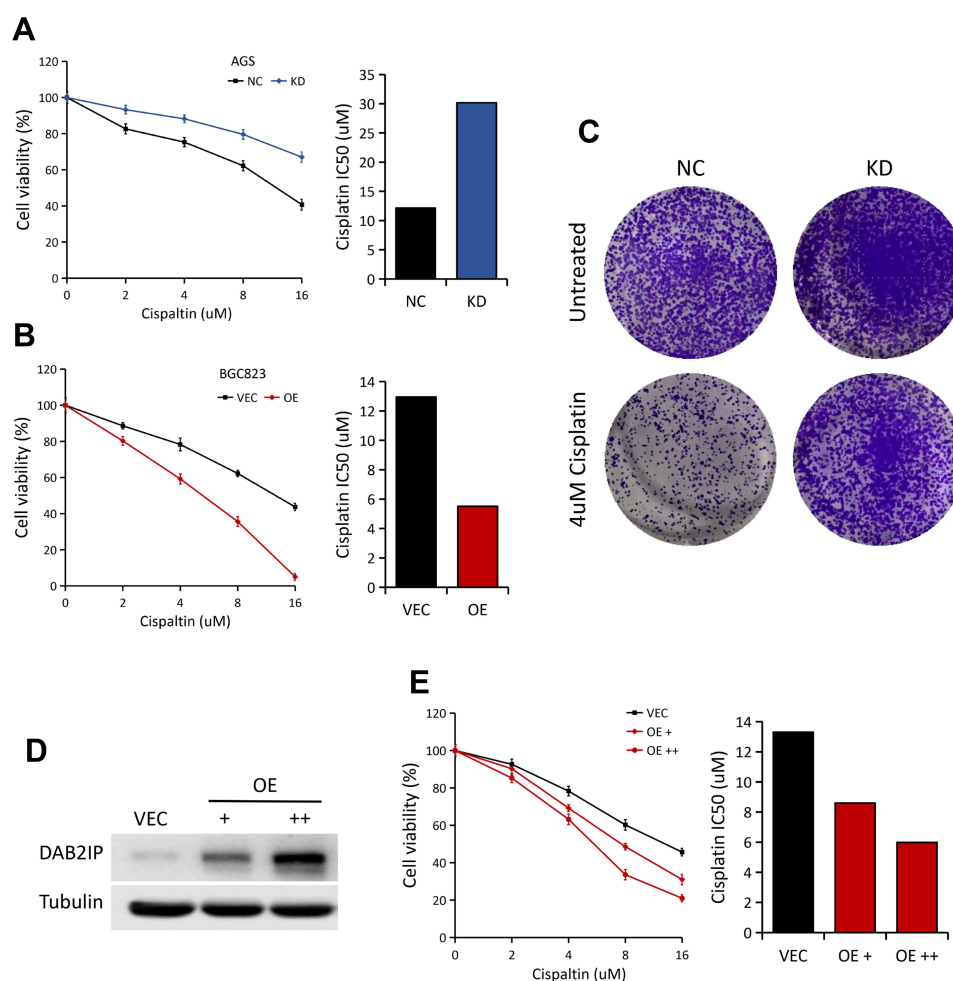 A
120
100
80
60
40
20
0
Cell viability (%)
AGS
NC KD
0 2 4 8 16
Cispaltin (uM)
35
30
25
20
15
10
5
0
Cisplatin IC50 (uM)
NC KD
B
120
100
80
60
40
20
0
Cell viability (%)
BGC823
VEC OE
0 2 4 8 16
Cispaltin (uM)
14
12
10
8
6
4
2
0
Cisplatin IC50 (uM)
VEC OE
C
NC KD
Untreated
4uM Cisplatin
D
OE
VEC + ++
DAB2IP
Tubulin
E
120
100
80
60
40
20
0
Cell viability (%)
VEC
OE +
OE ++
0 2 4 8 16
Cispaltin (uM)
14
12
10
8
6
4
2
0
Cisplatin IC50 (uM)
VEC OE + OE ++